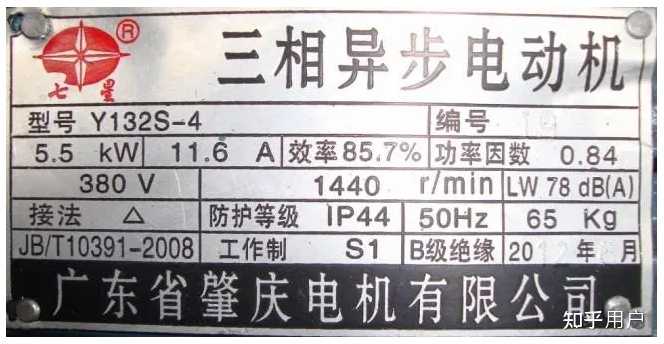 七星 ® 三相异步电动机
型号 Y132S-4 编号
5.5 kW 11.6 A 效率85.7% 功率因数 0.84
380 V 1440 r/min LW 78 dB(A)
接法 △ 防护等级 IP44 50Hz 65 Kg
JB/T10391-2008 工作制 S1 B级绝缘 20 年 月
广东省肇庆电机有限公司
知乎用户